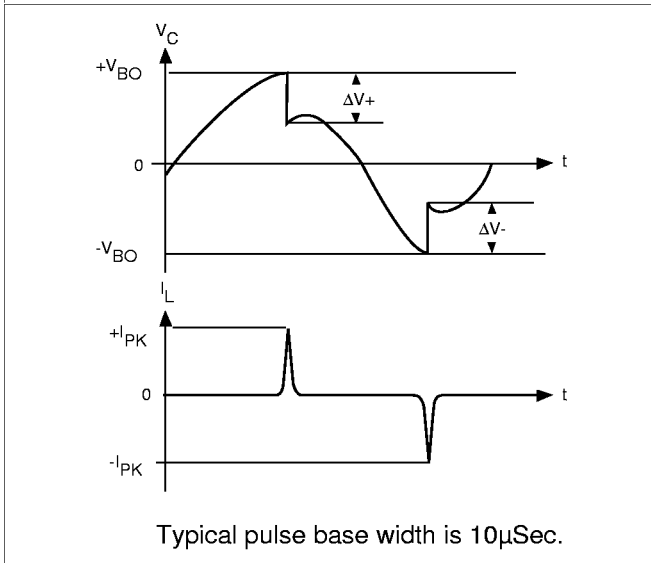 V_C
+V_BO
ΔV+
0
t
ΔV-
-V_BO
I_L
+I_PK
0
t
-I_PK
Typical pulse base width is 10µSec.